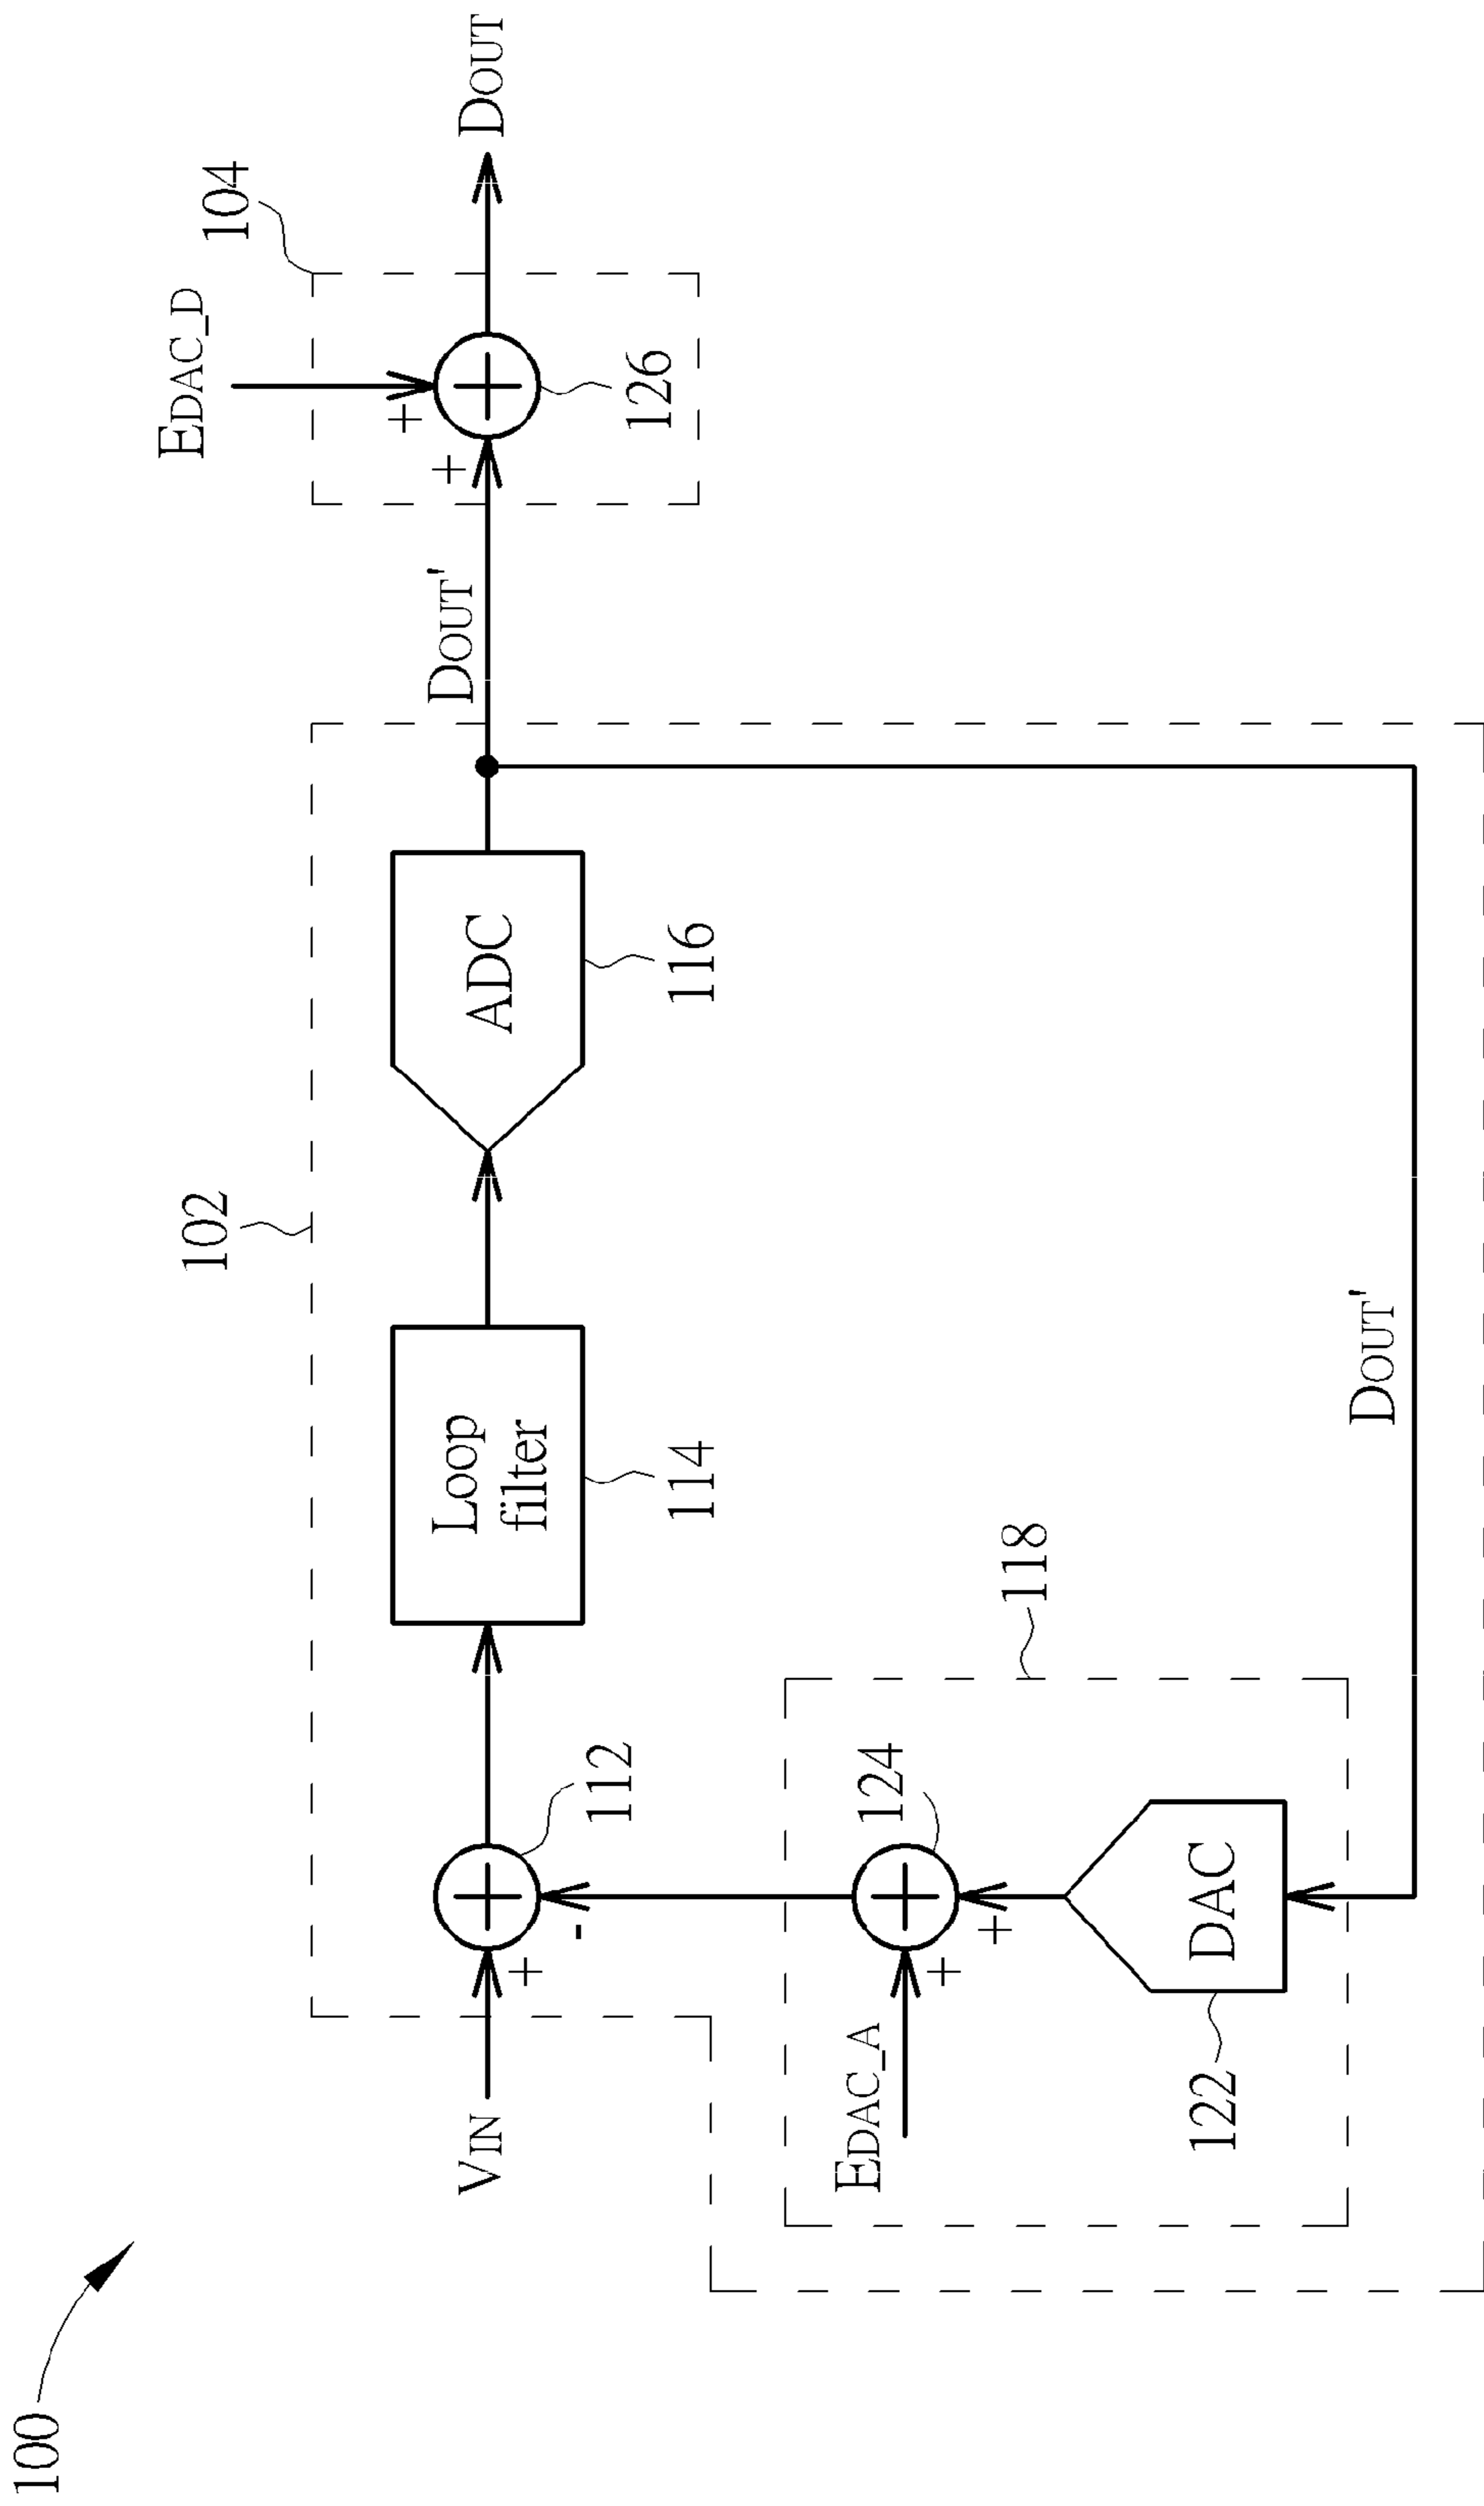 100
102
104
VIN
+
-
112
Loop
filter
114
ADC
116
DOUT'
EDAC_D
+
+
126
DOUT
118
EDAC_A
+
+
124
DAC
122
DOUT'